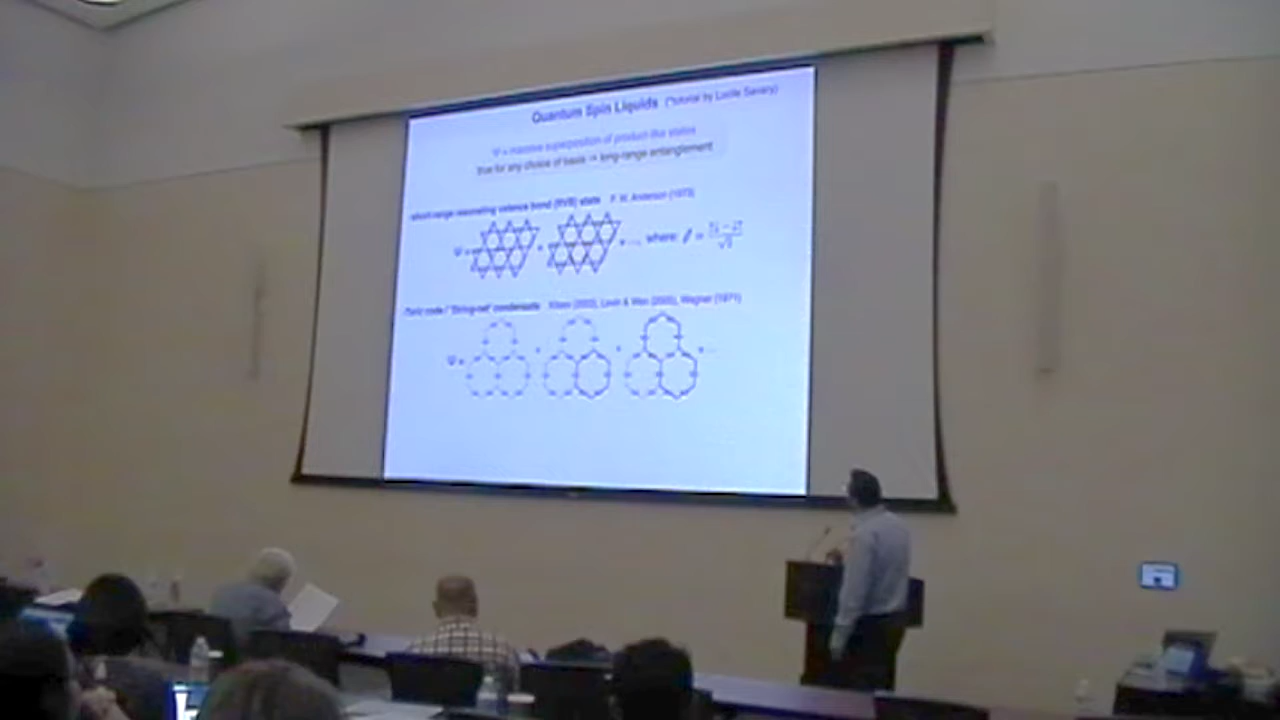 Quantum Spin Liquids (Tutorial by Lucile Savary)
Ψ = massive superposition of product-like states
true for any choice of basis → long-range entanglement
short-range resonating valence bond (RVB) state P. W. Anderson (1973)
Ψ = + + ..., where:
Toric code / 'String-net' condensate Kitaev (2003), Levin & Wen (2005), Wegner (1971)
Ψ = + + + ...